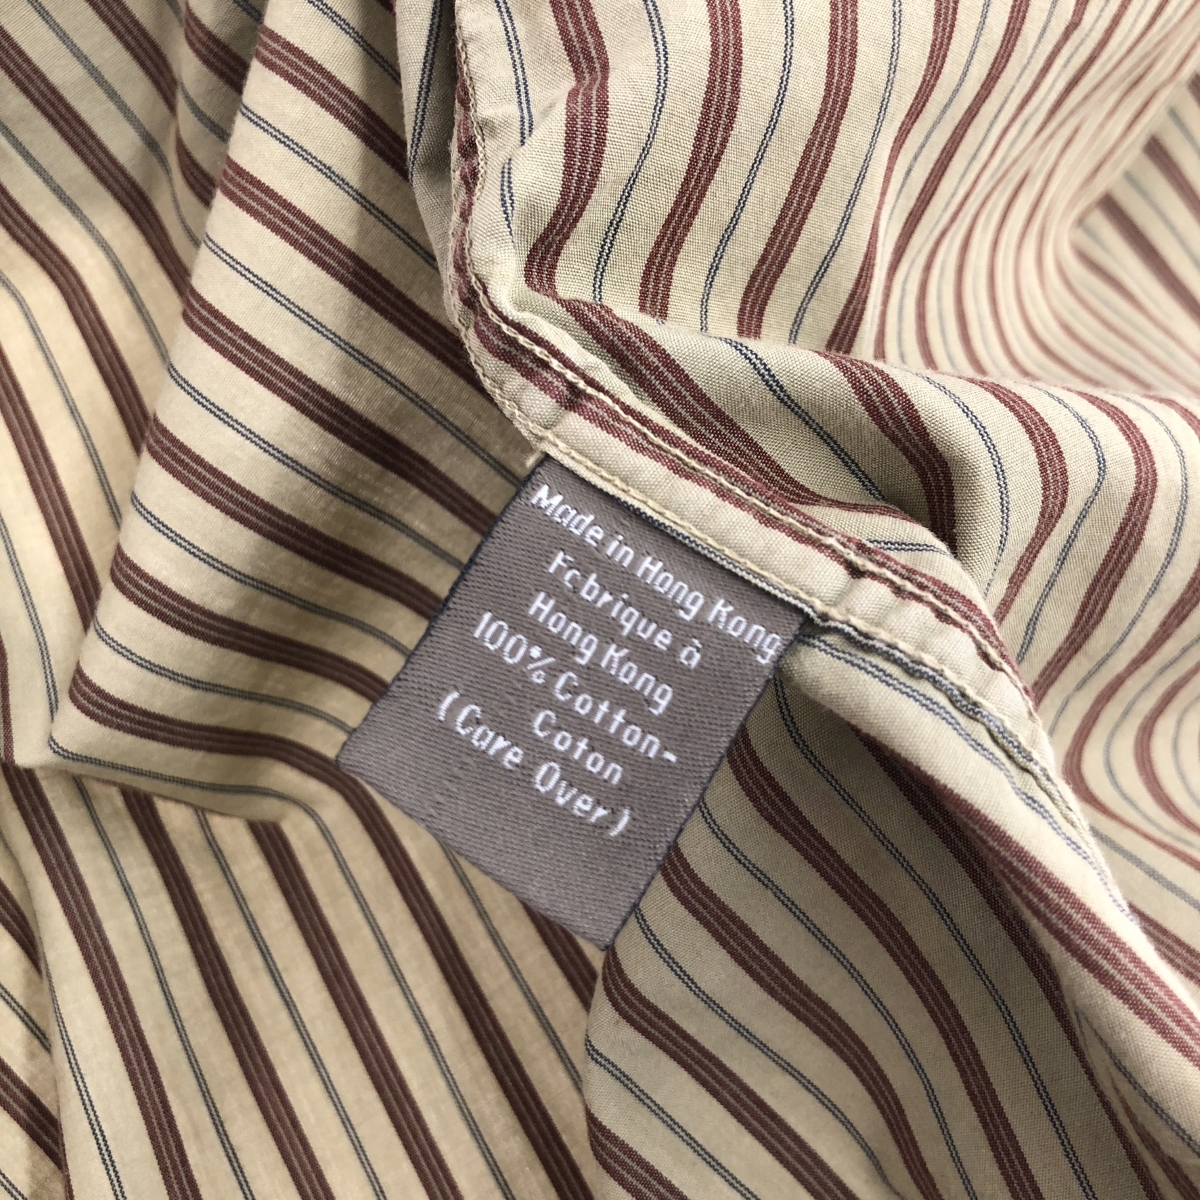 Made in Hong Kong
Fabrique à
Hong Kong
100% Cotton-
Coton
(Care Over)